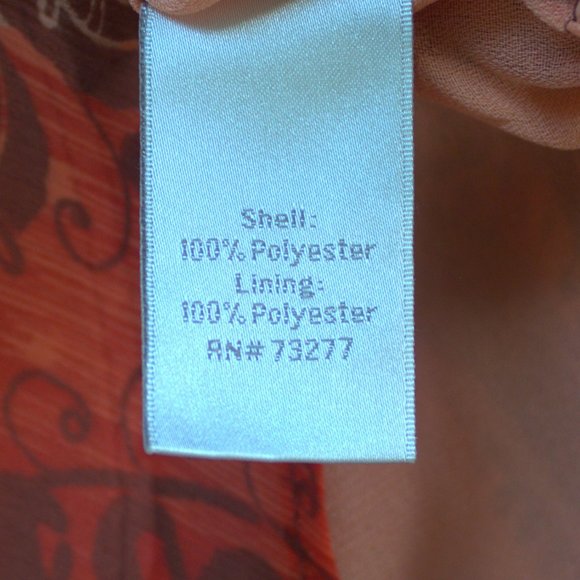 Shell:
100% Polyester
Lining:
100% Polyester
RN# 73277